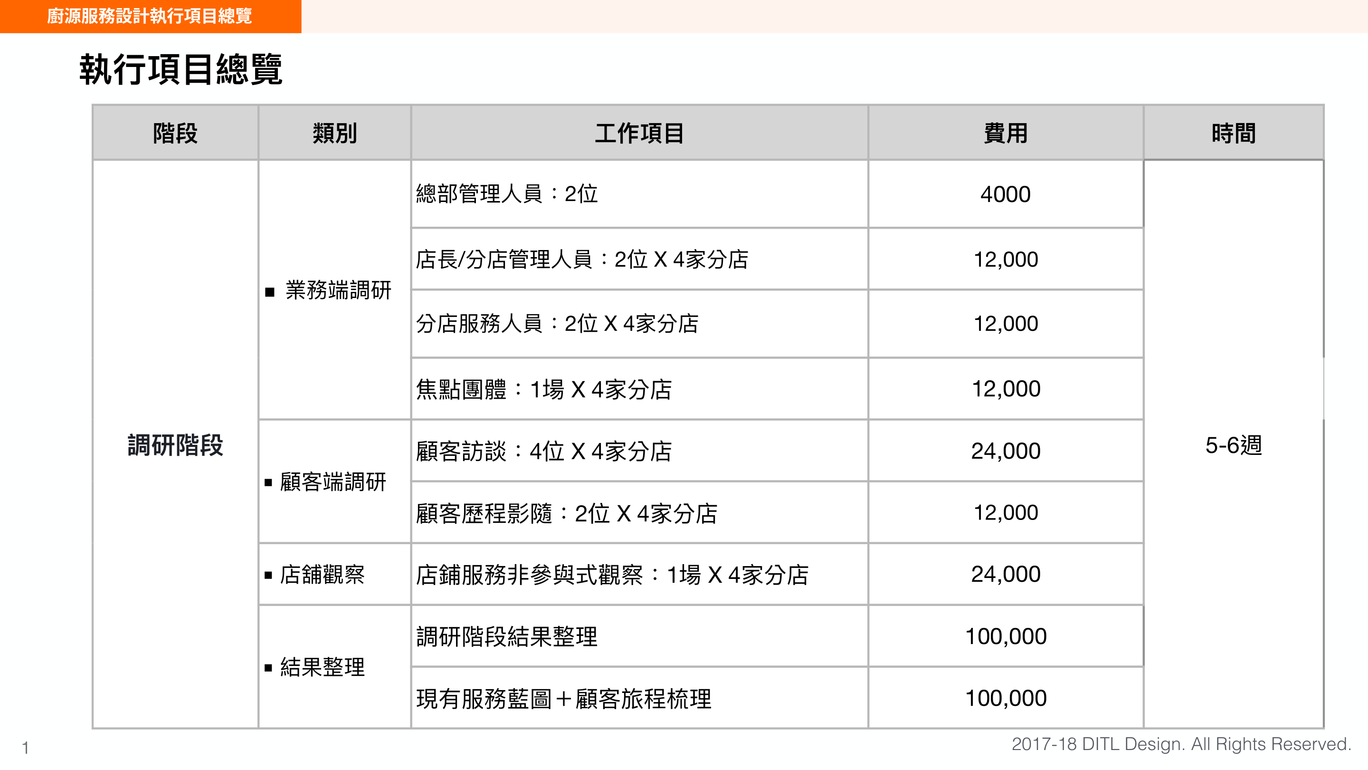 廚源服務設計執行項目總覽
執行項目總覽
階段 類別 工作項目 費用 時間
調研階段
■ 業務端調研
總部管理人員：2位 4000
店長/分店管理人員：2位 X 4家分店 12,000
分店服務人員：2位 X 4家分店 12,000
焦點團體：1場 X 4家分店 12,000
▪ 顧客端調研
顧客訪談：4位 X 4家分店 24,000
顧客歷程影隨：2位 X 4家分店 12,000
▪ 店舖觀察
店鋪服務非參與式觀察：1場 X 4家分店 24,000
▪ 結果整理
調研階段結果整理 100,000
現有服務藍圖＋顧客旅程梳理 100,000
5-6週
1
2017-18 DITL Design. All Rights Reserved.